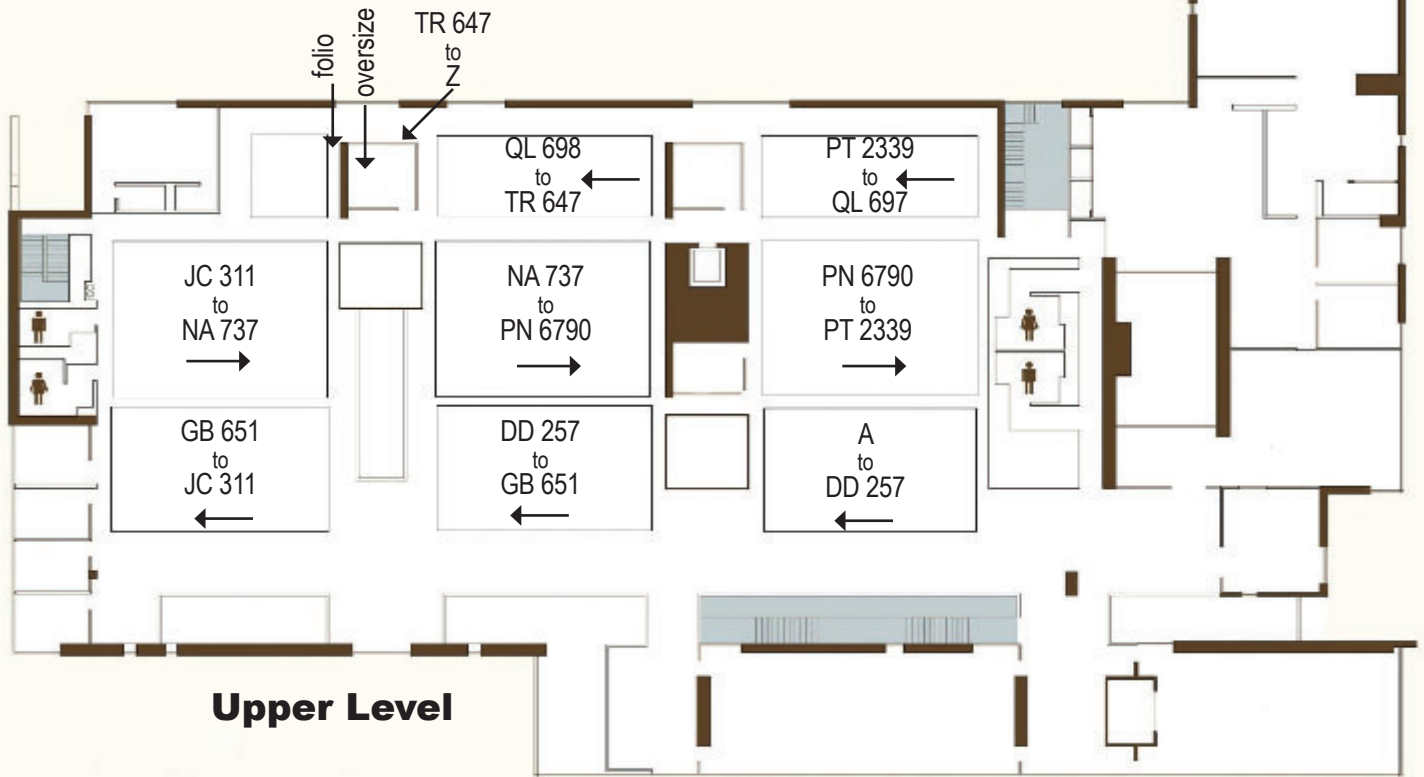 folio
oversize
TR 647
to
Z
QL 698
to
TR 647
PT 2339
to
QL 697
JC 311
to
NA 737
NA 737
to
PN 6790
PN 6790
to
PT 2339
GB 651
to
JC 311
DD 257
to
GB 651
A
to
DD 257
Upper Level